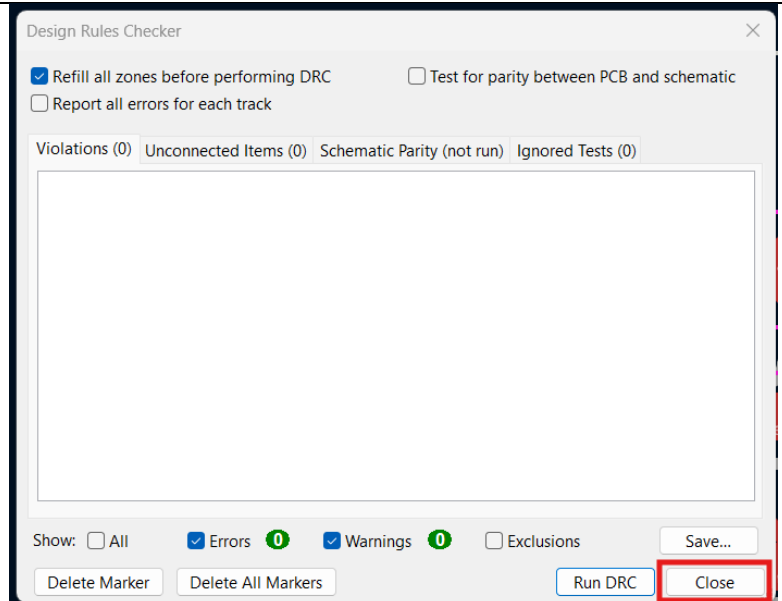 Design Rules Checker
Refill all zones before performing DRC
Test for parity between PCB and schematic
Report all errors for each track
Violations (0) Unconnected Items (0) Schematic Parity (not run) Ignored Tests (0)
Show: All Errors 0 Warnings 0 Exclusions Save...
Delete Marker Delete All Markers Run DRC Close